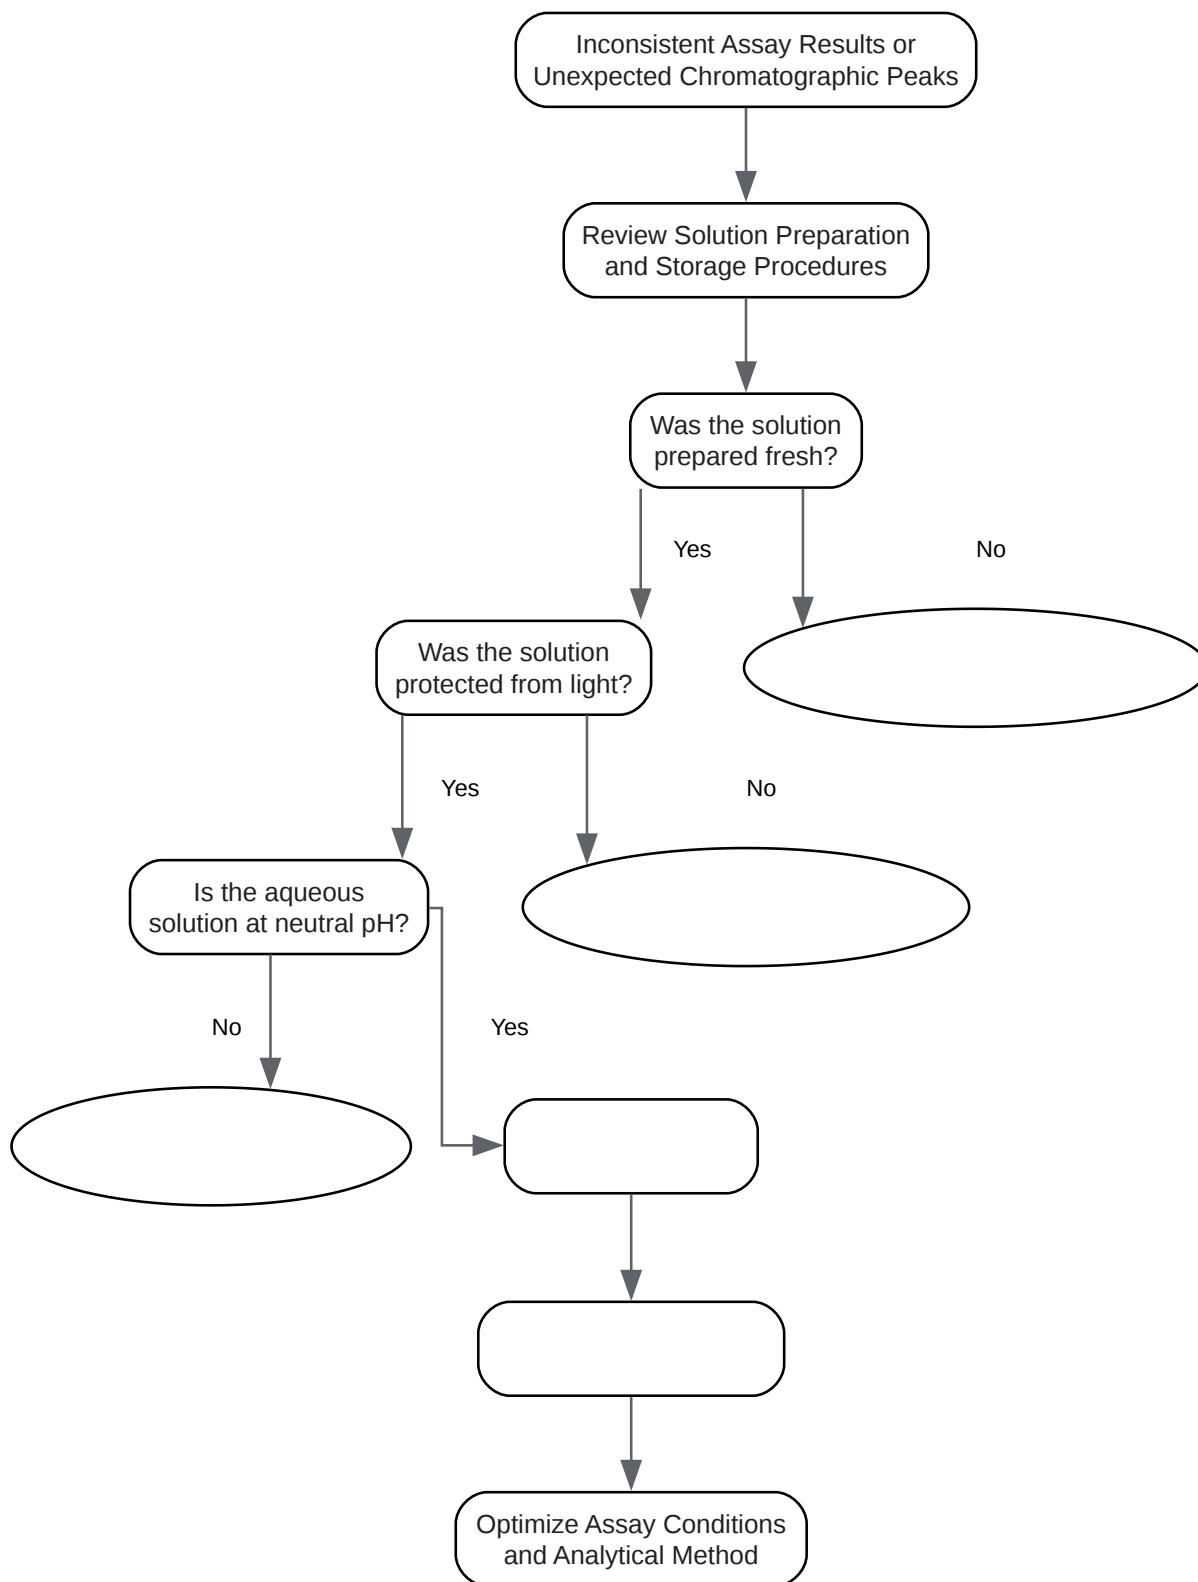 Inconsistent Assay Results or
Unexpected Chromatographic Peaks
Review Solution Preparation
and Storage Procedures
Was the solution
prepared fresh?
Yes
No
Was the solution
protected from light?
Yes
No
Is the aqueous
solution at neutral pH?
No
Yes
Optimize Assay Conditions
and Analytical Method